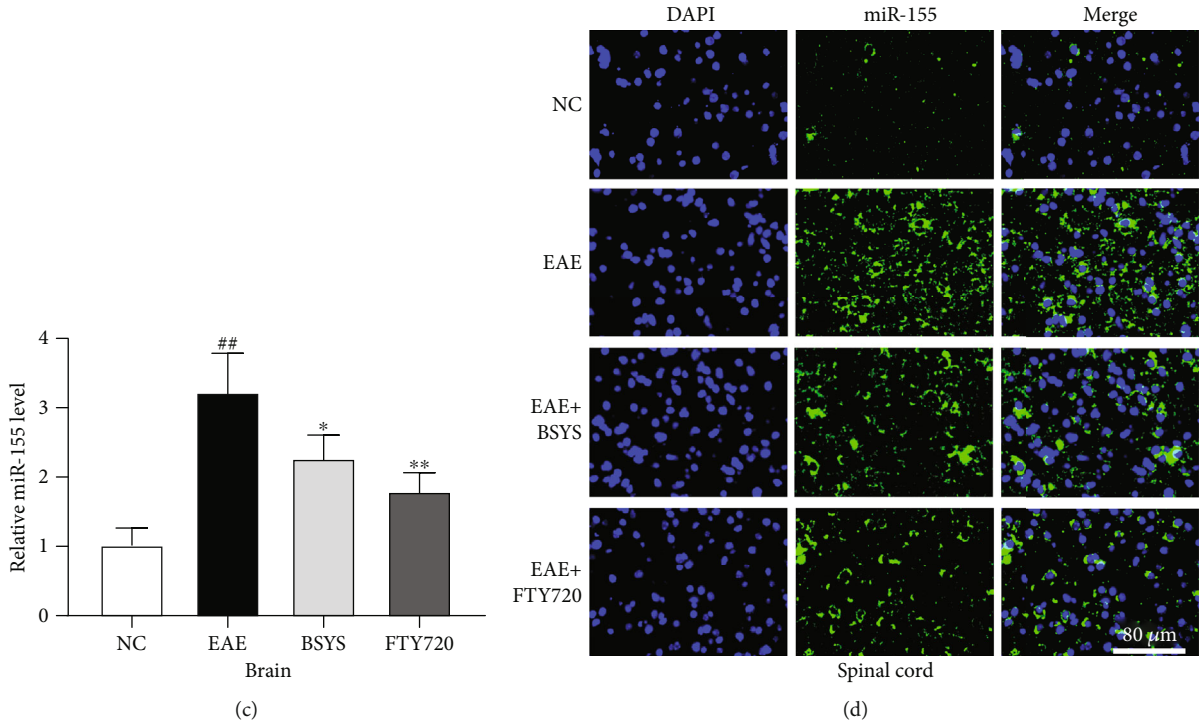 4
3
2
1
0
Relative miR-155 level
##
*
**
NC
EAE
BSYS
FTY720
Brain
(c)
DAPI
miR-155
Merge
NC
EAE
EAE+
BSYS
EAE+
FTY720
80 μm
Spinal cord
(d)